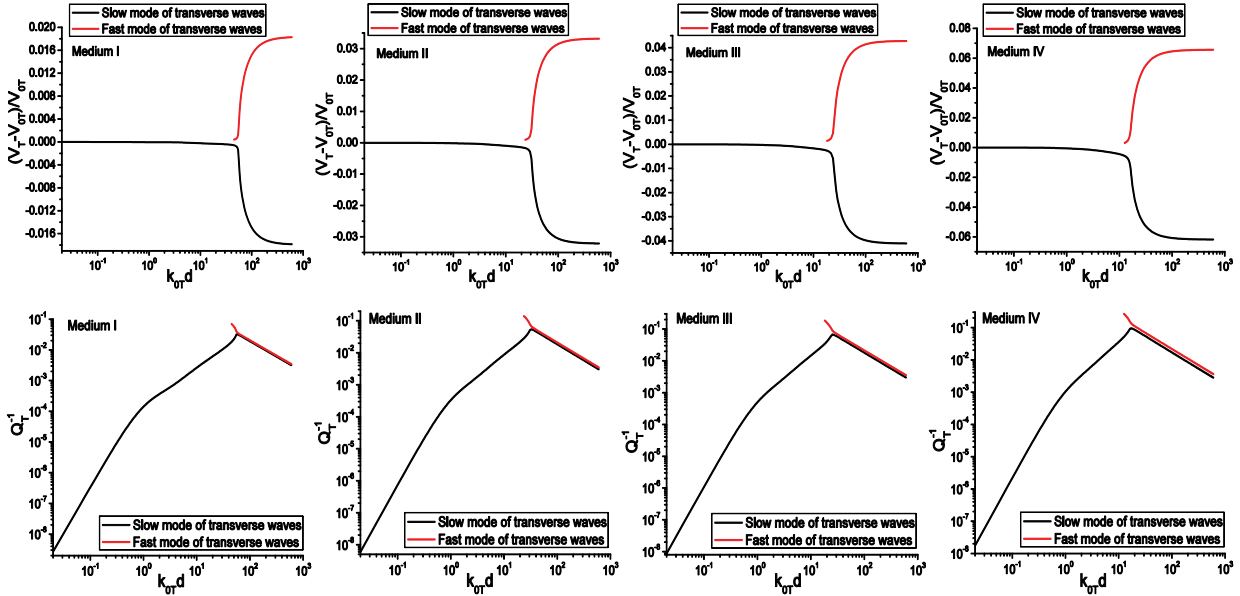 Slow mode of transverse waves
Fast mode of transverse waves
Medium I
0.020
0.016
0.012
0.008
0.004
0.000
-0.004
-0.008
-0.012
-0.016
(V_T-V_0T)/V_0T
10^-1 10^0 10^1 10^2 10^3
k_0T d
Slow mode of transverse waves
Fast mode of transverse waves
Medium II
0.03
0.02
0.01
0.00
-0.01
-0.02
-0.03
(V_T-V_0T)/V_0T
10^-1 10^0 10^1 10^2 10^3
k_0T d
Slow mode of transverse waves
Fast mode of transverse waves
Medium III
0.04
0.03
0.02
0.01
0.00
-0.01
-0.02
-0.03
-0.04
(V_T-V_0T)/V_0T
10^-1 10^0 10^1 10^2 10^3
k_0T d
Slow mode of transverse waves
Fast mode of transverse waves
Medium IV
0.08
0.06
0.04
0.02
0.00
-0.02
-0.04
-0.06
(V_T-V_0T)/V_0T
10^-1 10^0 10^1 10^2 10^3
k_0T d
Medium I
10^-1
10^-2
10^-3
10^-4
10^-5
10^-6
10^-7
10^-8
Q_T^-1
Slow mode of transverse waves
Fast mode of transverse waves
10^-1 10^0 10^1 10^2 10^3
k_0T d
Medium II
10^-1
10^-2
10^-3
10^-4
10^-5
10^-6
10^-7
10^-8
Q_T^-1
Slow mode of transverse waves
Fast mode of transverse waves
10^-1 10^0 10^1 10^2 10^3
k_0T d
Medium III
10^-1
10^-2
10^-3
10^-4
10^-5
10^-6
10^-7
10^-8
Q_T^-1
Slow mode of transverse waves
Fast mode of transverse waves
10^-1 10^0 10^1 10^2 10^3
k_0T d
Medium IV
10^-1
10^-2
10^-3
10^-4
10^-5
10^-6
10^-7
10^-8
Q_T^-1
Slow mode of transverse waves
Fast mode of transverse waves
10^-1 10^0 10^1 10^2 10^3
k_0T d